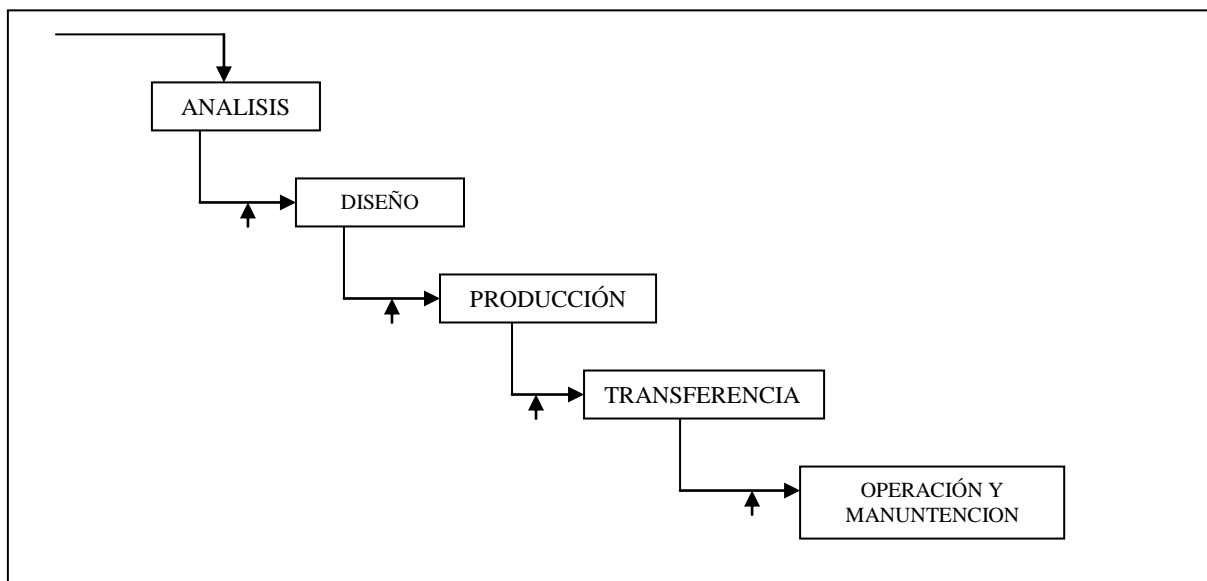 ANALISIS
DISEÑO
PRODUCCIÓN
TRANSFERENCIA
OPERACIÓN Y
MANUNTENCION